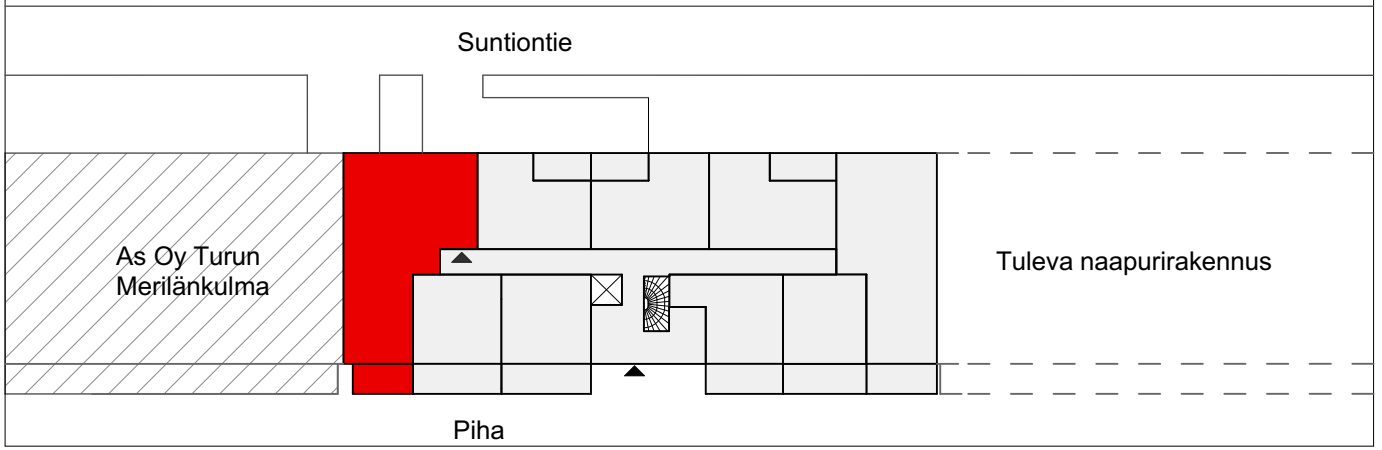 Suntiontie
As Oy Turun
Merilänkulma
Tuleva naapurirakennus
Piha